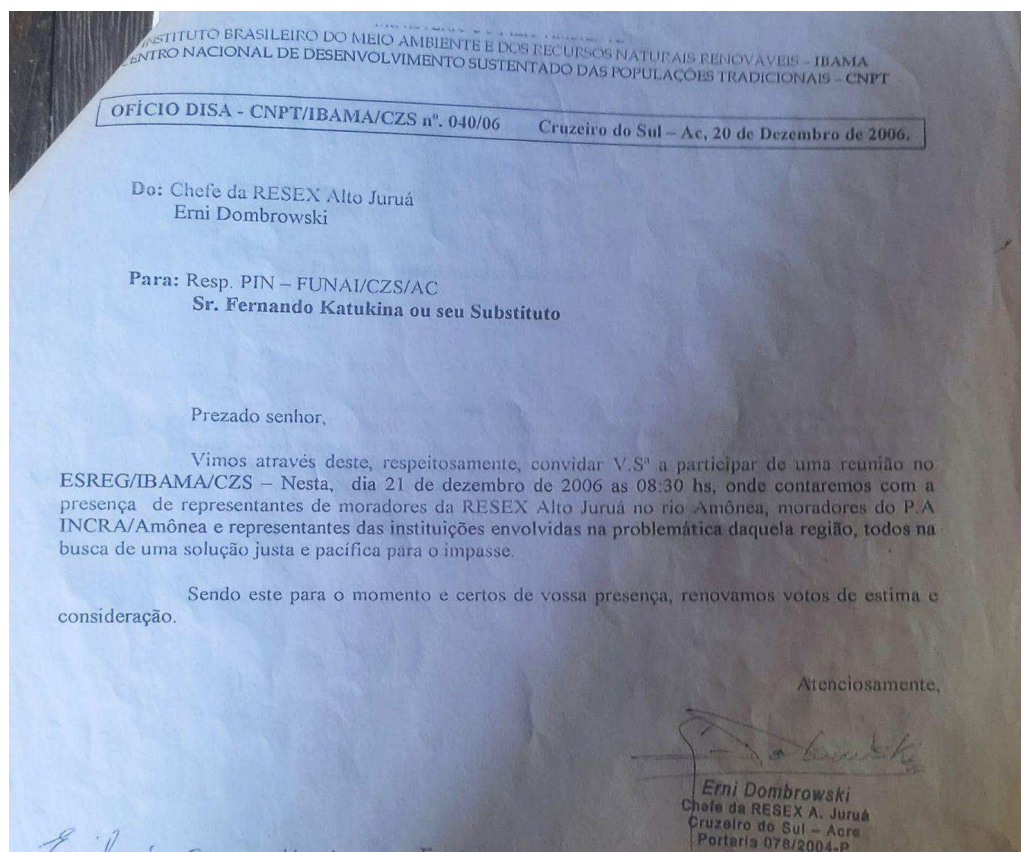 INSTITUTO BRASILEIRO DO MEIO AMBIENTE E DOS RECURSOS NATURAIS RENOVÁVEIS - IBAMA
CENTRO NACIONAL DE DESENVOLVIMENTO SUSTENTADO DAS POPULAÇÕES TRADICIONAIS - CNPT
OFÍCIO DISA - CNPT/IBAMA/CZS nº. 040/06 Cruzeiro do Sul – Ac, 20 de Dezembro de 2006.
Do: Chefe da RESEX Alto Juruá
Erni Dombrowski
Para: Resp. PIN – FUNAI/CZS/AC
Sr. Fernando Katukina ou seu Substituto
Prezado senhor,
Vimos através deste, respeitosamente, convidar V.Sª a participar de uma reunião no
ESREG/IBAMA/CZS – Nesta, dia 21 de dezembro de 2006 as 08:30 hs, onde contaremos com a
presença de representantes de moradores da RESEX Alto Juruá no rio Amônea, moradores do P.A
INCRA/Amônea e representantes das instituições envolvidas na problemática daquela região, todos na
busca de uma solução justa e pacífica para o impasse.
Sendo este para o momento e certos de vossa presença, renovamos votos de estima e
consideração.
Atenciosamente,
Erni Dombrowski
Chefe da RESEX A. Juruá
Cruzeiro do Sul – Acre
Portaria 078/2004-P